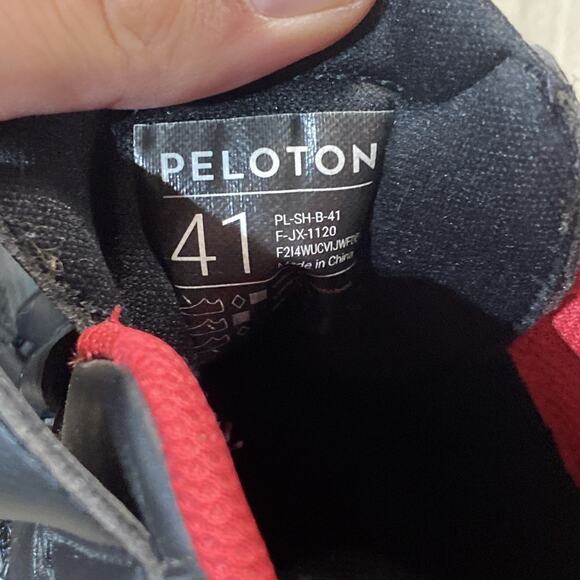 PELOTON
41
PL-SH-B-41
F-JX-1120
Made in China